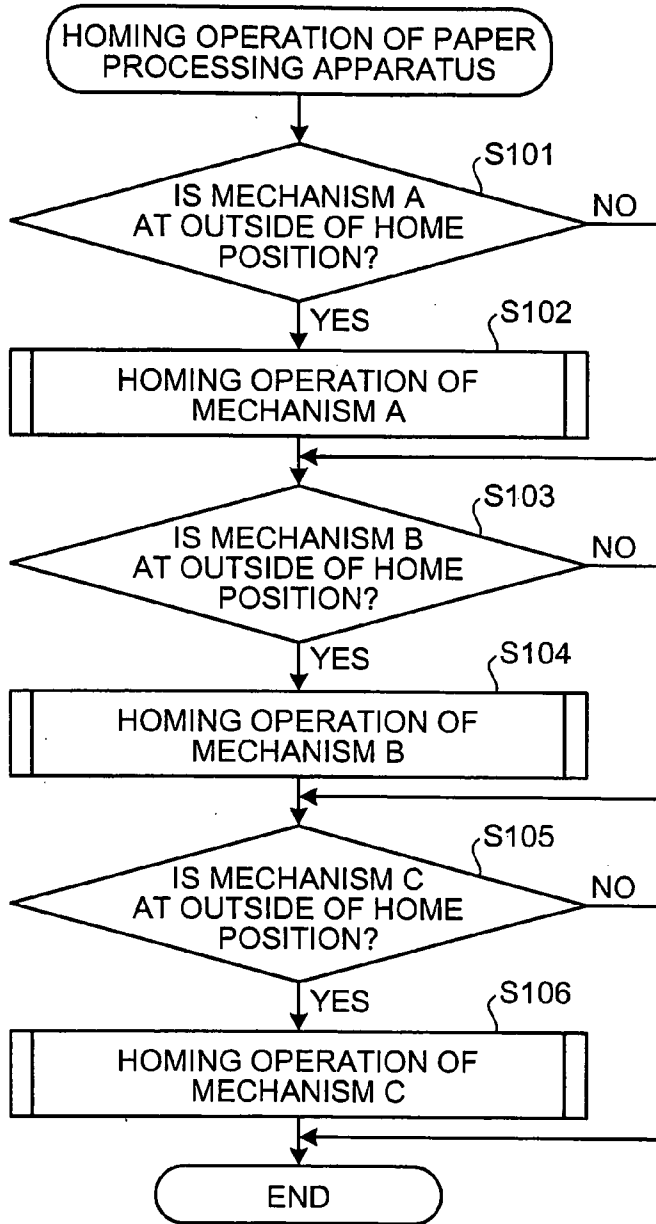 HOMING OPERATION OF PAPER
PROCESSING APPARATUS
S101
IS MECHANISM A
AT OUTSIDE OF HOME
POSITION?
NO
YES
S102
HOMING OPERATION OF
MECHANISM A
S103
IS MECHANISM B
AT OUTSIDE OF HOME
POSITION?
NO
YES
S104
HOMING OPERATION OF
MECHANISM B
S105
IS MECHANISM C
AT OUTSIDE OF HOME
POSITION?
NO
YES
S106
HOMING OPERATION OF
MECHANISM C
END